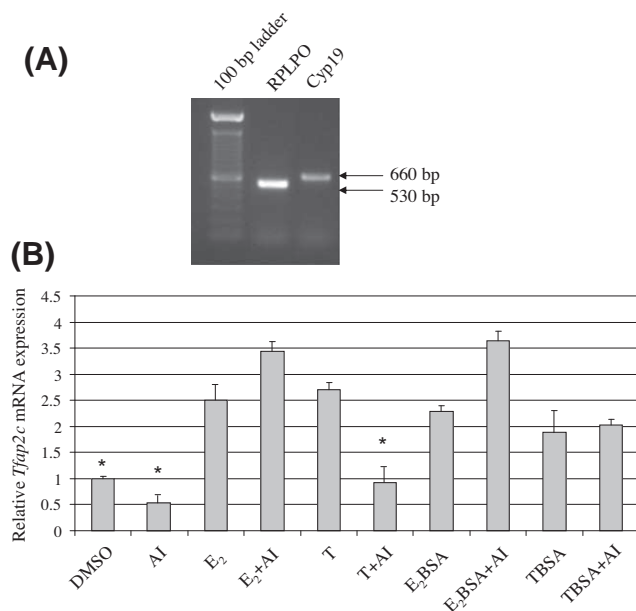 (A)
100 bp ladder
RPLPO
Cyp19
660 bp
530 bp
(B)
Relative Tfap2c mRNA expression
4.5
4
3.5
3
2.5
2
1.5
1
0.5
0
* * *
DMSO
AI
E₂
E₂+AI
T
T+AI
E₂BSA
E₂BSA+AI
TBSA
TBSA+AI